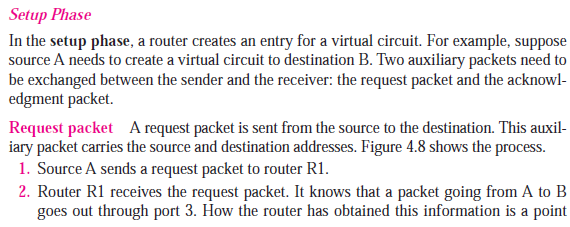 Setup Phase
In the setup phase, a router creates an entry for a virtual circuit. For example, suppose
source A needs to create a virtual circuit to destination B. Two auxiliary packets need to
be exchanged between the sender and the receiver: the request packet and the acknowl-
edgment packet.
Request packet A request packet is sent from the source to the destination. This auxil-
iary packet carries the source and destination addresses. Figure 4.8 shows the process.
1. Source A sends a request packet to router R1.
2. Router R1 receives the request packet. It knows that a packet going from A to B
goes out through port 3. How the router has obtained this information is a point